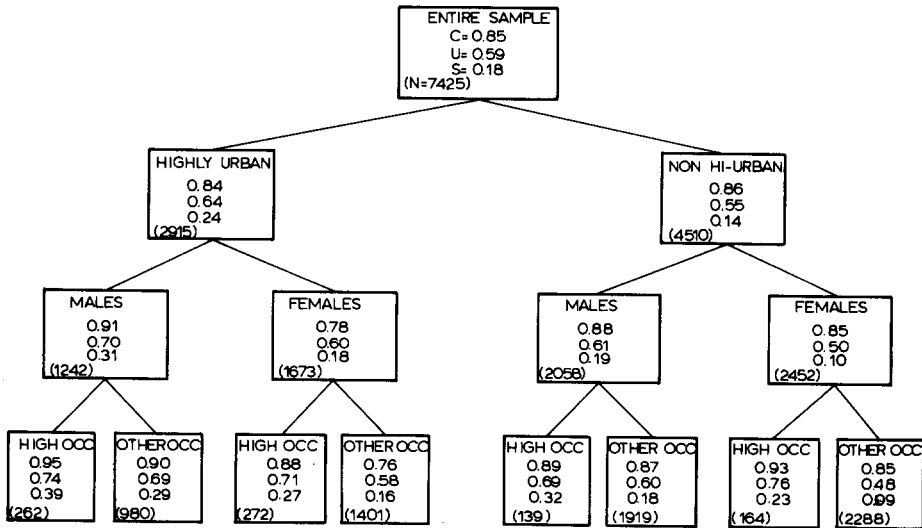 ENTIRE SAMPLE
C= 0.85
U= 0.59
S= 0.18
(N=7425)
HIGHLY URBAN
0.84
0.64
0.24
(2915)
NON HI-URBAN
0.86
0.55
0.14
(4510)
MALES
0.91
0.70
0.31
(1242)
FEMALES
0.78
0.60
0.18
(1673)
MALES
0.88
0.61
0.19
(2058)
FEMALES
0.85
0.50
0.10
(2452)
HIGH OCC
0.95
0.74
0.39
(262)
OTHER OCC
0.90
0.69
0.29
(980)
HIGH OCC
0.88
0.71
0.27
(272)
OTHER OCC
0.76
0.58
0.16
(1401)
HIGH OCC
0.89
0.69
0.32
(139)
OTHER OCC
0.87
0.60
0.18
(1919)
HIGH OCC
0.93
0.76
0.23
(164)
OTHER OCC
0.85
0.48
0.09
(2288)